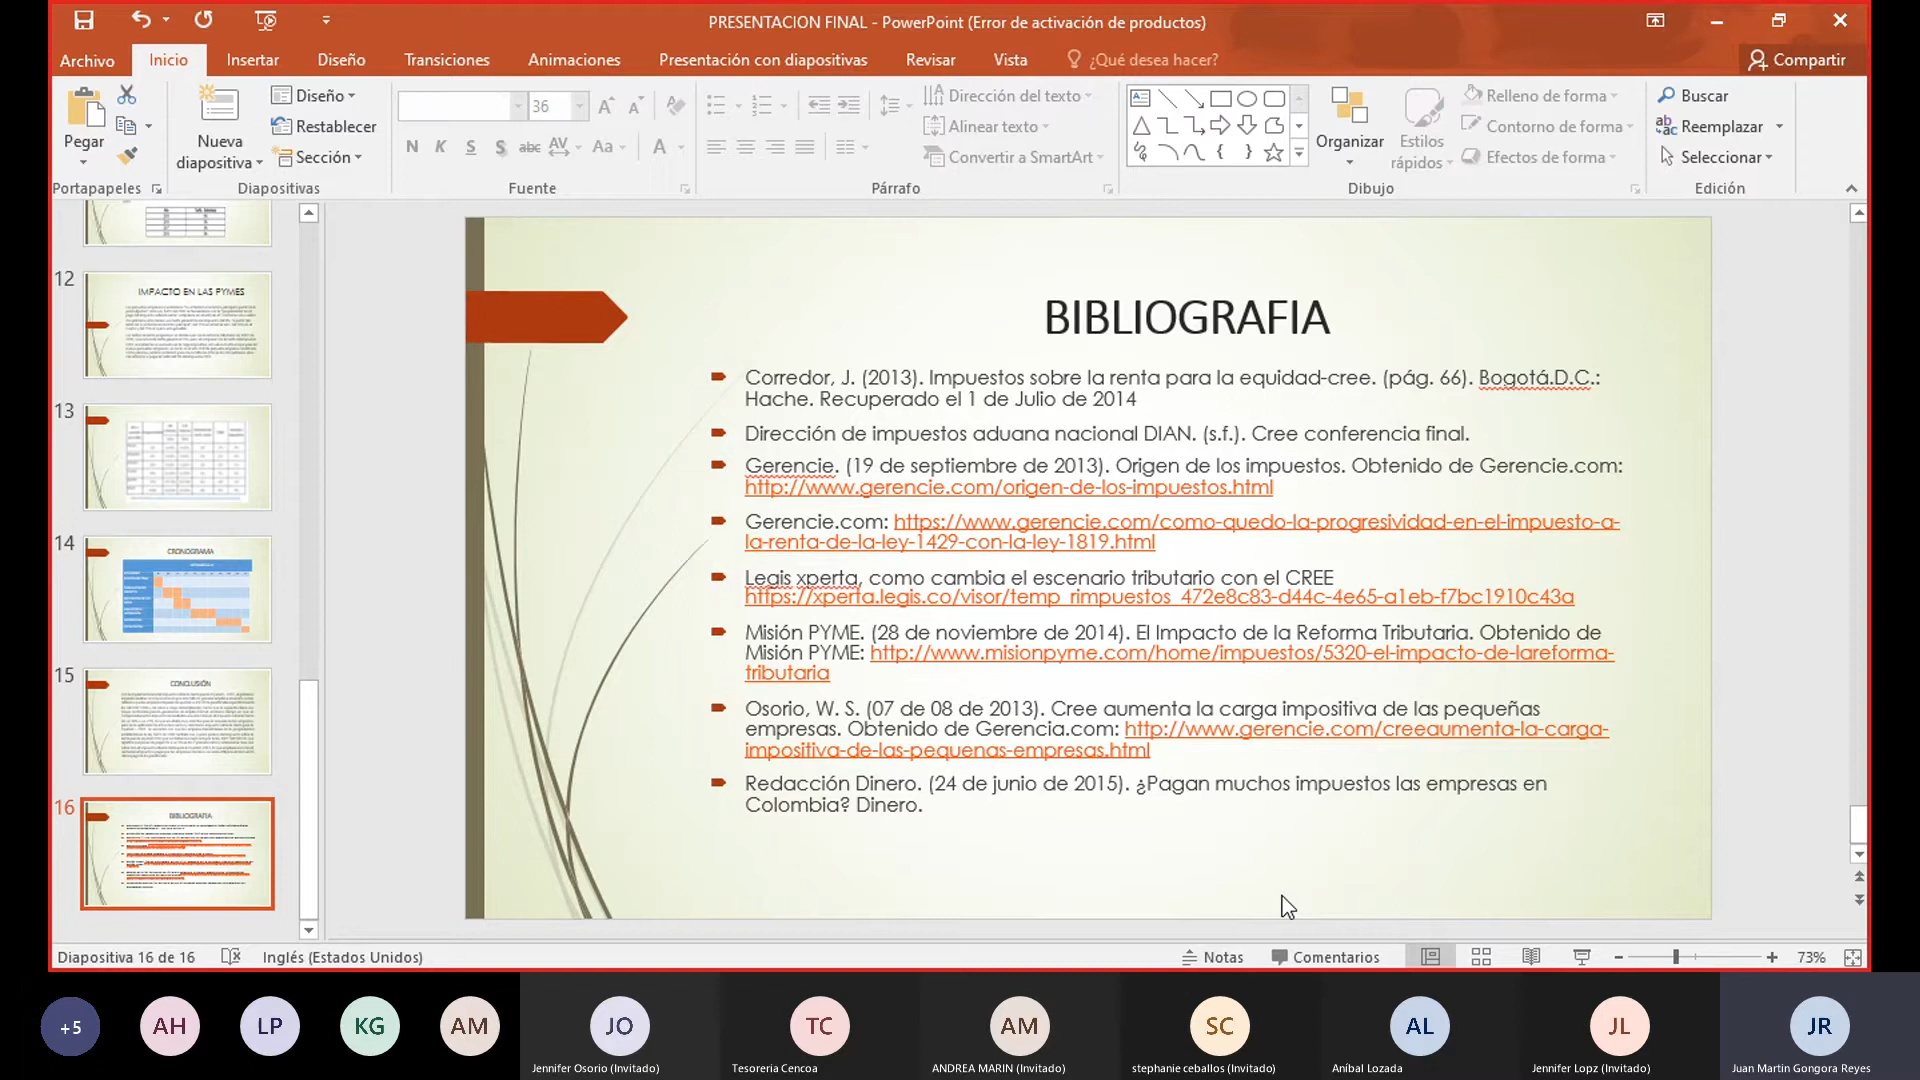 PRESENTACION FINAL - PowerPoint (Error de activación de productos)
Archivo
Inicio
Insertar
Diseño
Transiciones
Animaciones
Presentación con diapositivas
Revisar
Vista
¿Qué desea hacer?
Compartir
Pegar
Portapapeles
Nueva diapositiva
Diseño
Restablecer
Sección
Diapositivas
36
N K S S abc AV Aa A
Fuente
Dirección del texto
Alinear texto
Convertir a SmartArt
Párrafo
Organizar
Estilos rápidos
Relleno de forma
Contorno de forma
Efectos de forma
Dibujo
Buscar
Reemplazar
Seleccionar
Edición
12
IMPACTO EN LAS PYMES
13
14
CRONOGRAMA
15
CONCLUSIÓN
16
BIBLIOGRAFIA
BIBLIOGRAFIA
Corredor, J. (2013). Impuestos sobre la renta para la equidad-cree. (pág. 66). Bogotá.D.C.:
Hache. Recuperado el 1 de Julio de 2014
Dirección de impuestos aduana nacional DIAN. (s.f.). Cree conferencia final.
Gerencie. (19 de septiembre de 2013). Origen de los impuestos. Obtenido de Gerencie.com:
http://www.gerencie.com/origen-de-los-impuestos.html
Gerencie.com: https://www.gerencie.com/como-quedo-la-progresividad-en-el-impuesto-a-
la-renta-de-la-ley-1429-con-la-ley-1819.html
Legis xperta, como cambia el escenario tributario con el CREE
https://xperta.legis.co/visor/temp_rimpuestos_472e8c83-d44c-4e65-a1eb-f7bc1910c43a
Misión PYME. (28 de noviembre de 2014). El Impacto de la Reforma Tributaria. Obtenido de
Misión PYME: http://www.misionpyme.com/home/impuestos/5320-el-impacto-de-lareforma-
tributaria
Osorio, W. S. (07 de 08 de 2013). Cree aumenta la carga impositiva de las pequeñas
empresas. Obtenido de Gerencia.com: http://www.gerencie.com/creeaumenta-la-carga-
impositiva-de-las-pequenas-empresas.html
Redacción Dinero. (24 de junio de 2015). ¿Pagan muchos impuestos las empresas en
Colombia? Dinero.
Diapositiva 16 de 16
Inglés (Estados Unidos)
Notas
Comentarios
73%
+5
AH
LP
KG
AM
JO
Jennifer Osorio (Invitado)
TC
Tesoreria Cencoa
AM
ANDREA MARIN (Invitado)
SC
stephanie ceballos (Invitado)
AL
Aníbal Lozada
JL
Jennifer Lopz (Invitado)
JR
Juan Martin Gongora Reyes